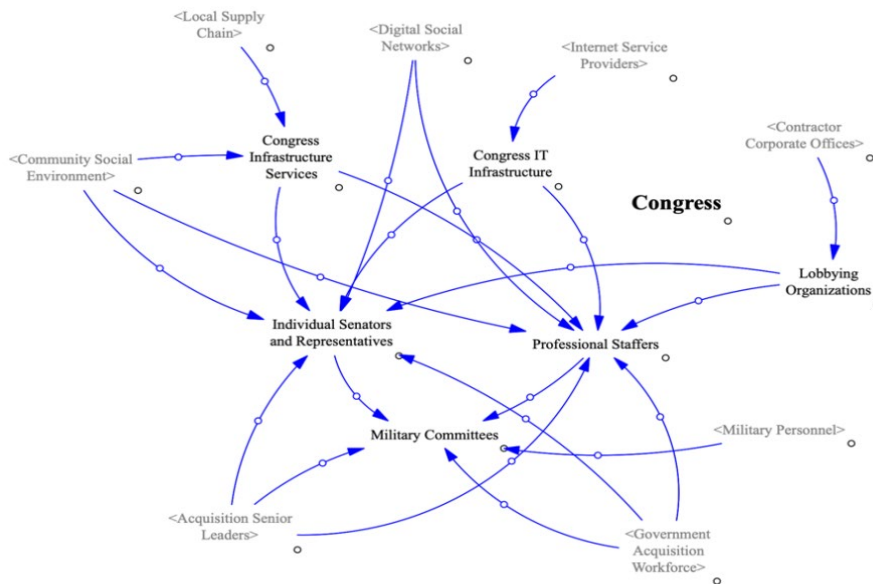 <Local Supply
Chain>
<Digital Social
Networks>
<Internet Service
Providers>
<Contractor
Corporate Offices>
<Community Social
Environment>
Congress
Infrastructure
Services
Congress IT
Infrastructure
Congress
Lobbying
Organizations
Individual Senators
and Representatives
Professional Staffers
Military Committees
<Military Personnel>
<Acquisition Senior
Leaders>
<Government
Acquisition
Workforce>